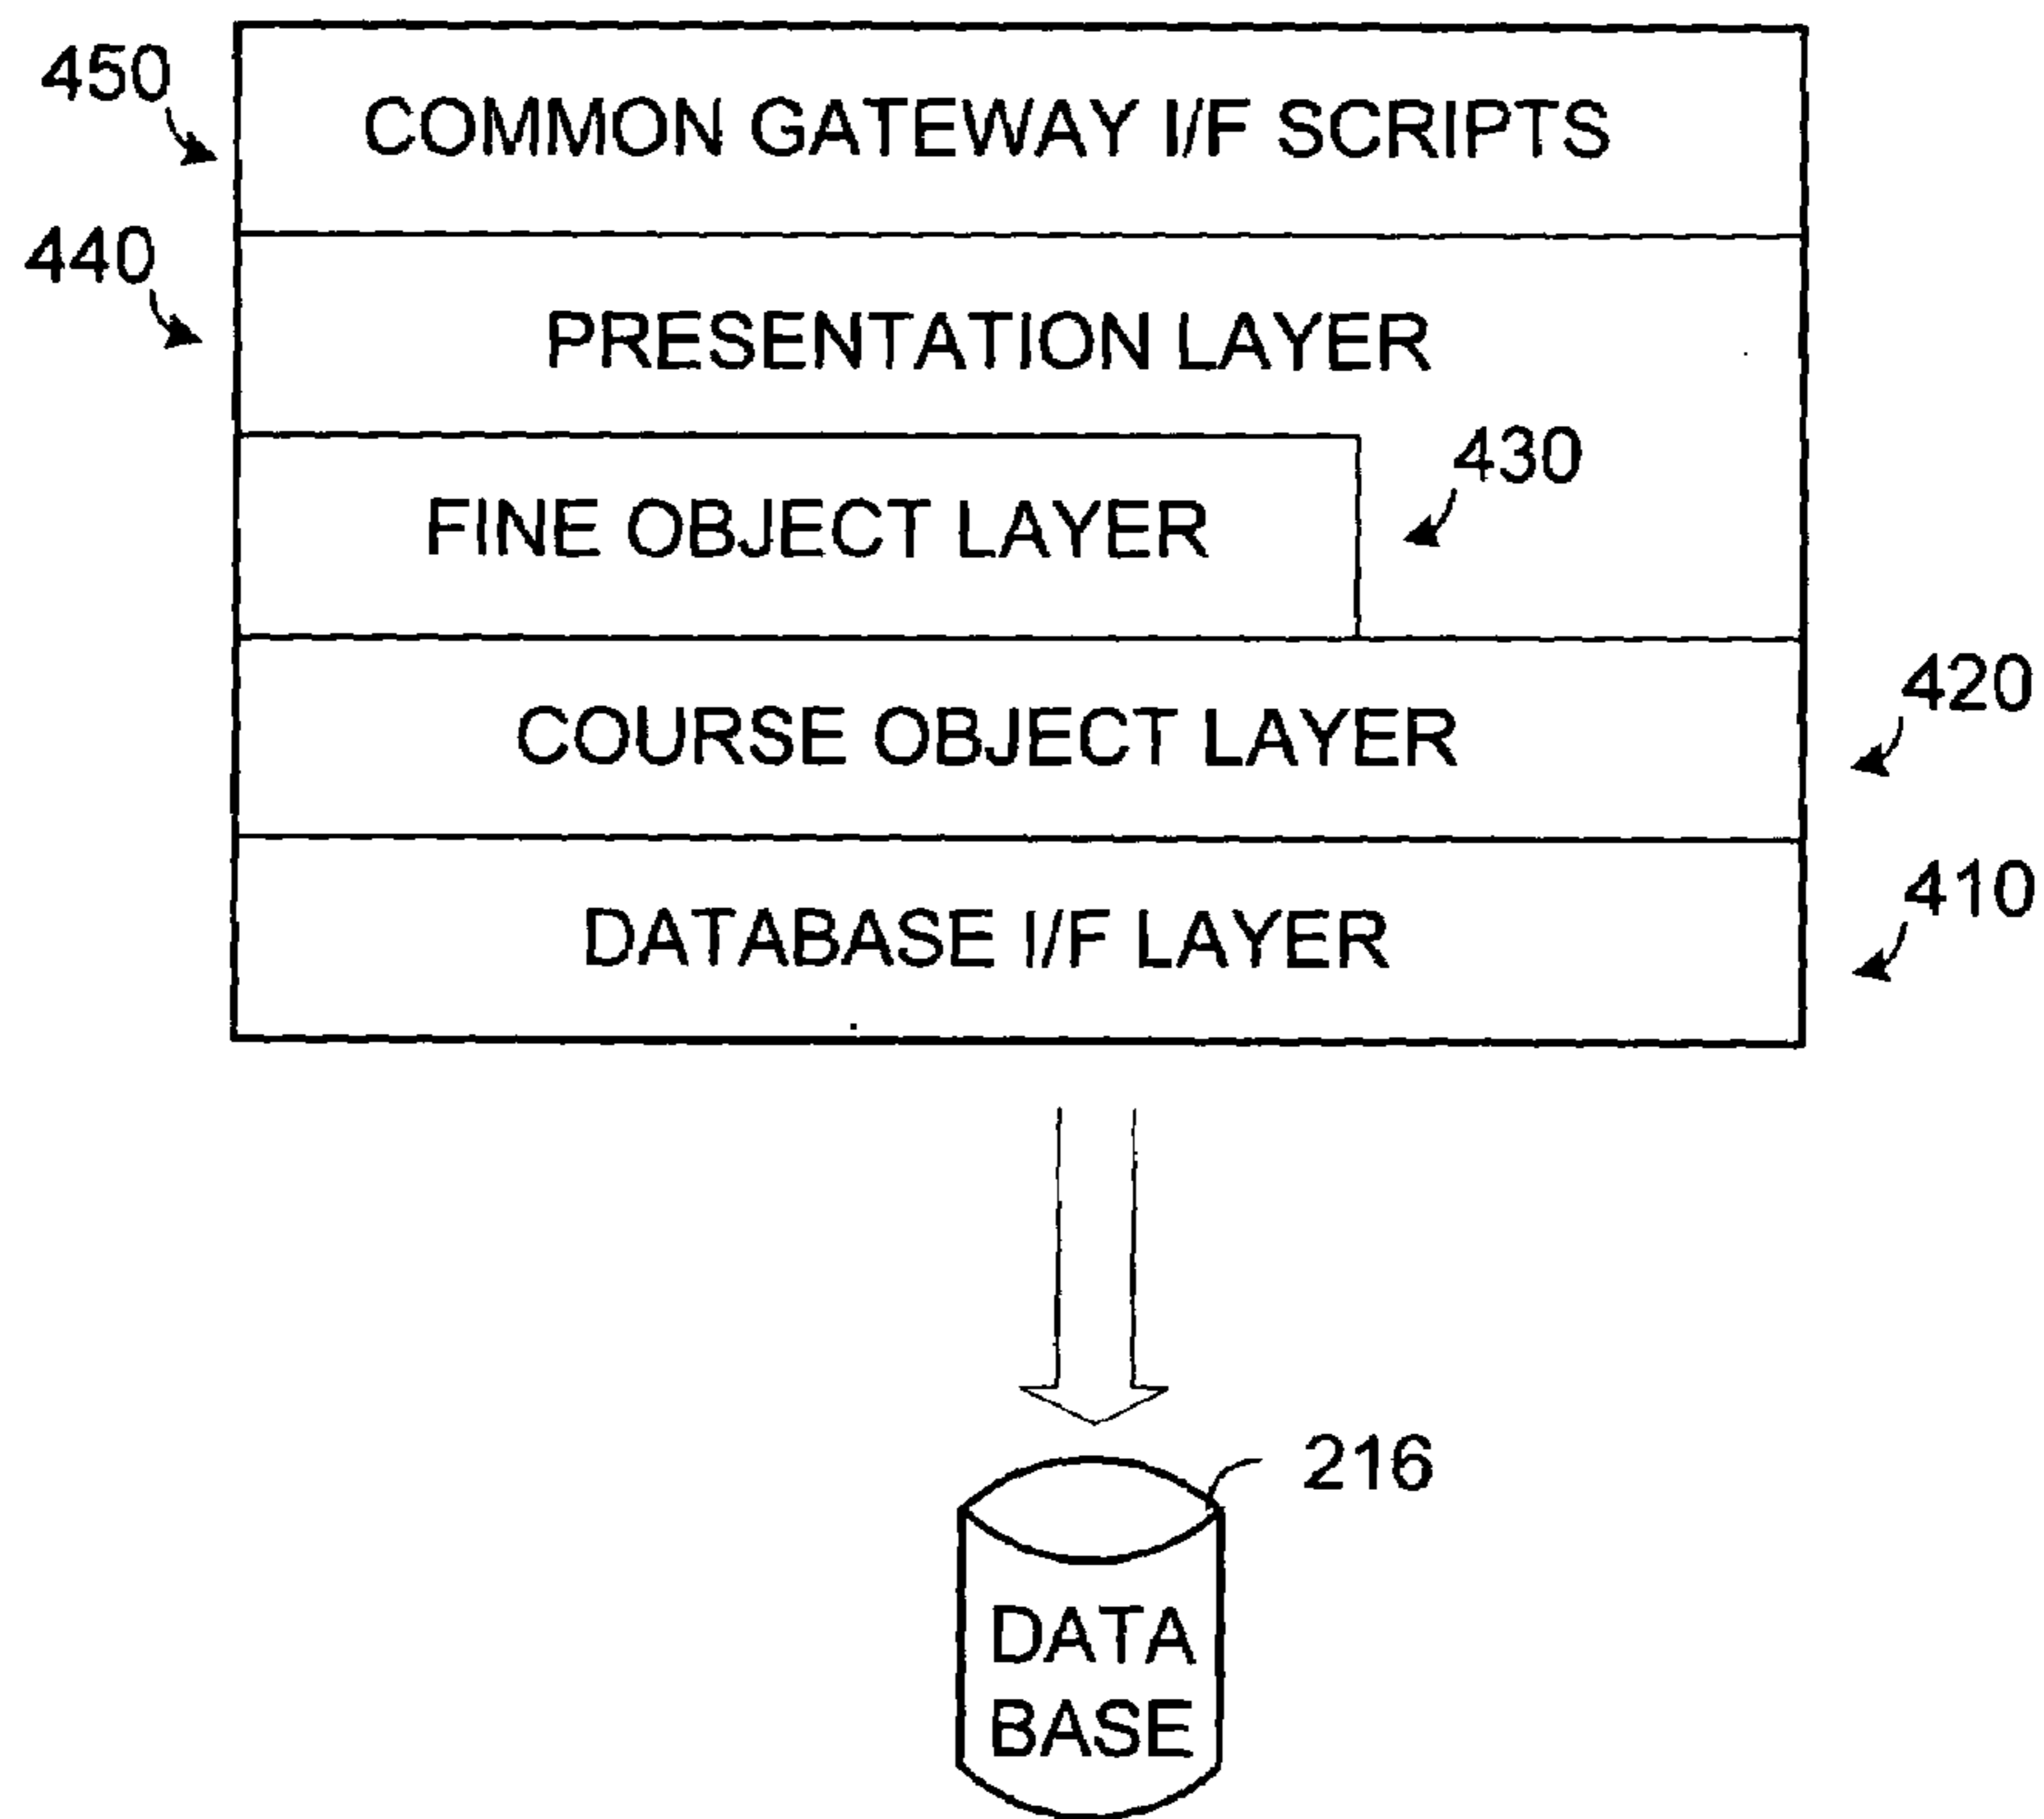 450
COMMON GATEWAY I/F SCRIPTS
440
PRESENTATION LAYER
430
FINE OBJECT LAYER
420
COURSE OBJECT LAYER
410
DATABASE I/F LAYER
216
DATA
BASE